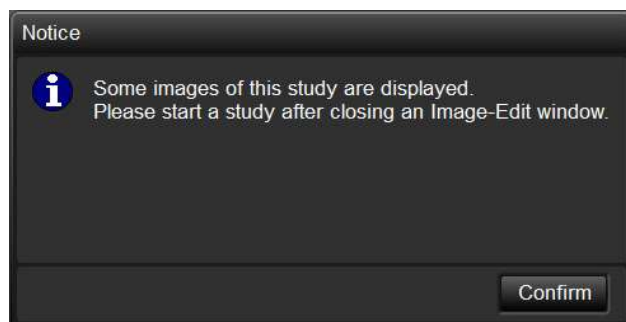 Notice
Some images of this study are displayed.
Please start a study after closing an Image-Edit window.
Confirm